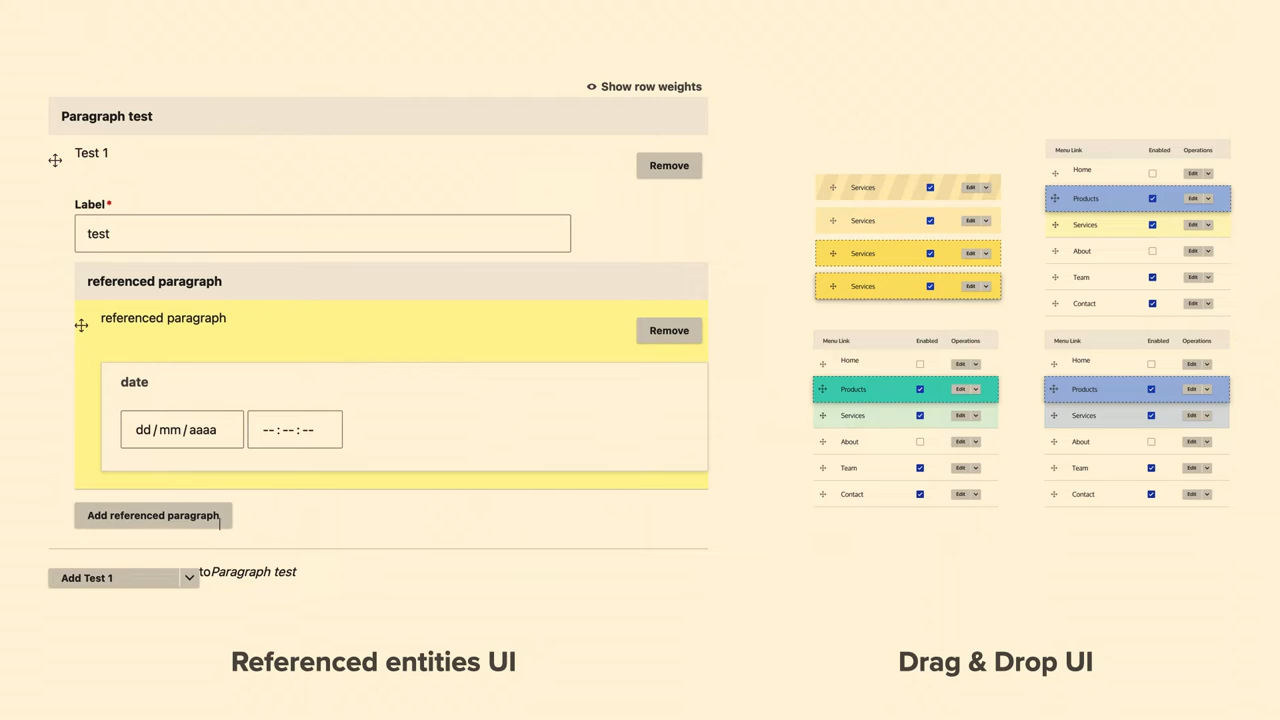 Show row weights
Paragraph test
Test 1
Remove
Label*
test
referenced paragraph
referenced paragraph
Remove
date
dd/mm/aaaa
--:--:--
Add referenced paragraph
Add Test 1
to Paragraph test
Referenced entities UI
Services Edit
Services Edit
Services Edit
Services Edit
Menu Link Enabled Operations
Home Edit
Products Edit
Services Edit
About Edit
Team Edit
Contact Edit
Menu Link Enabled Operations
Home Edit
Products Edit
Services Edit
About Edit
Team Edit
Contact Edit
Menu Link Enabled Operations
Home Edit
Products Edit
Services Edit
About Edit
Team Edit
Contact Edit
Drag & Drop UI